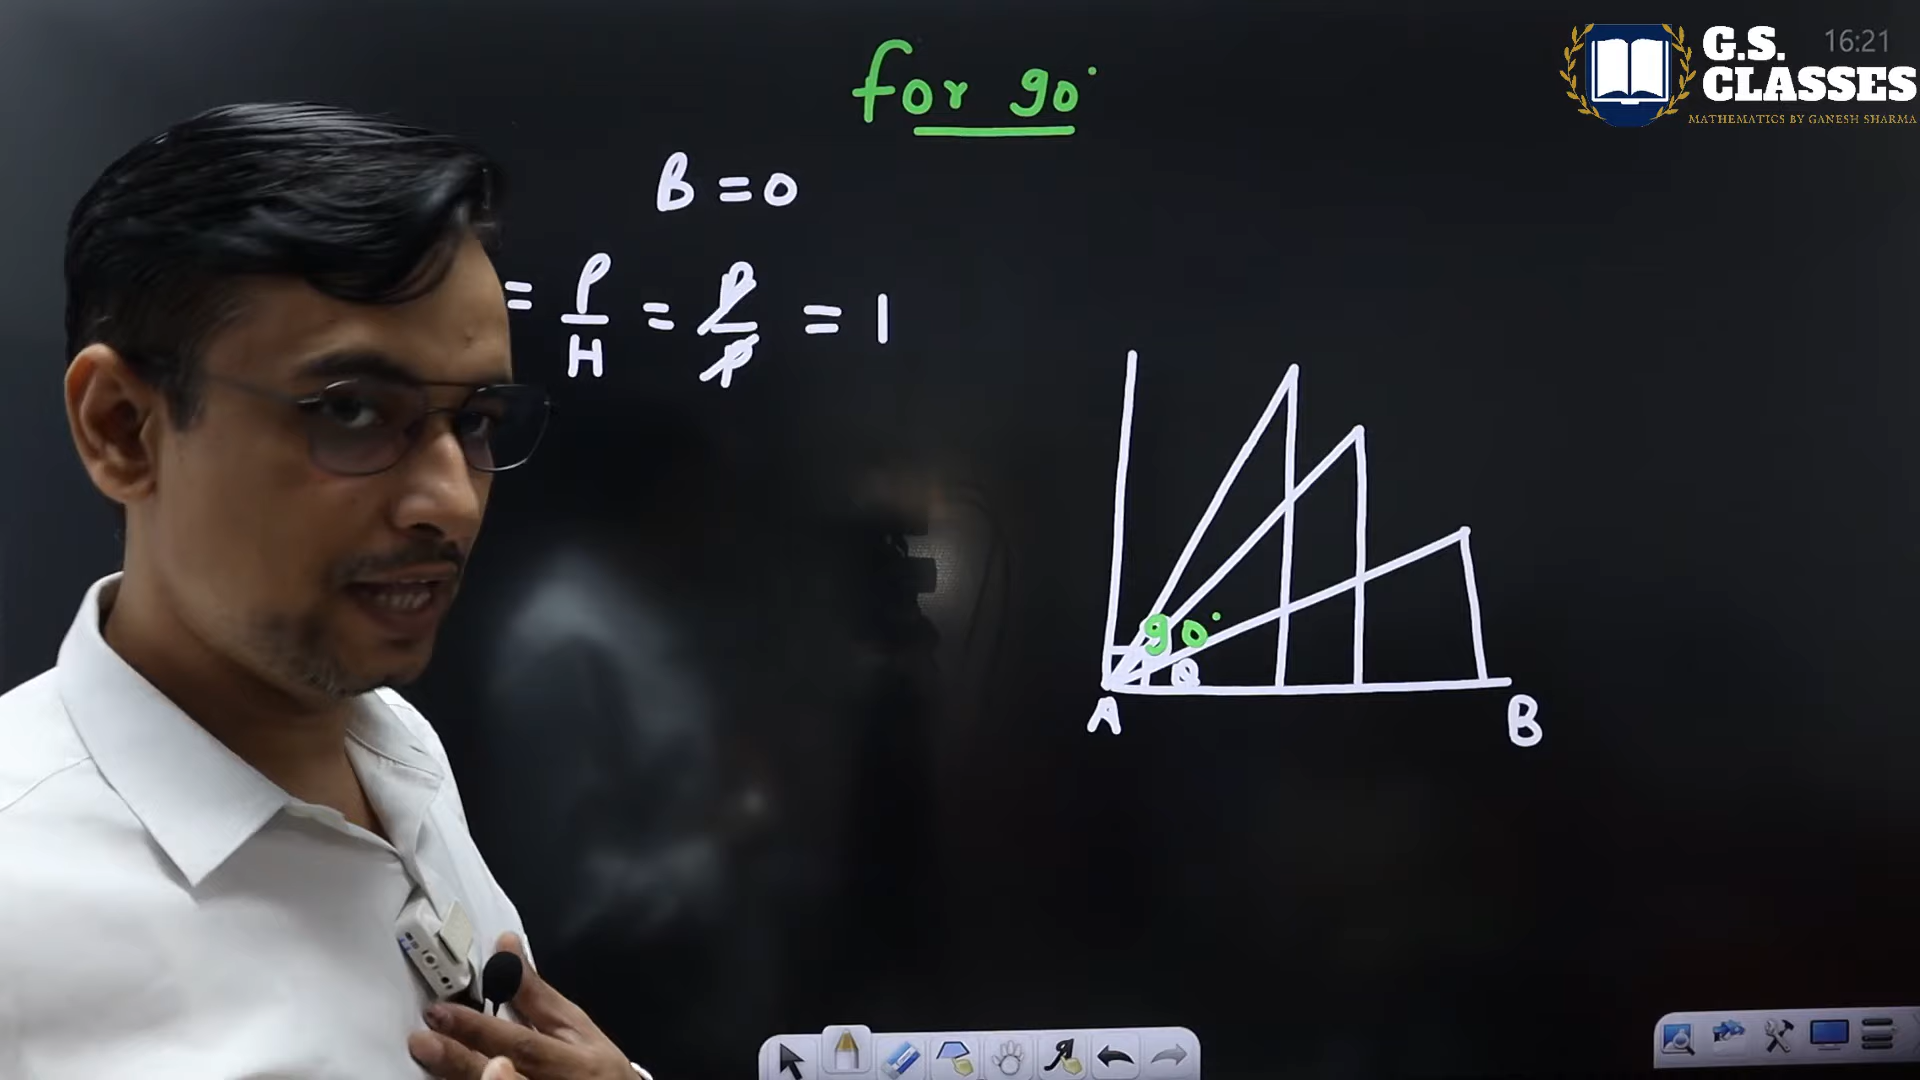 for 90°
B = 0
= P/H = P/P = 1
90°
θ
A
B
G.S. CLASSES
MATHEMATICS BY GANESH SHARMA
16:21